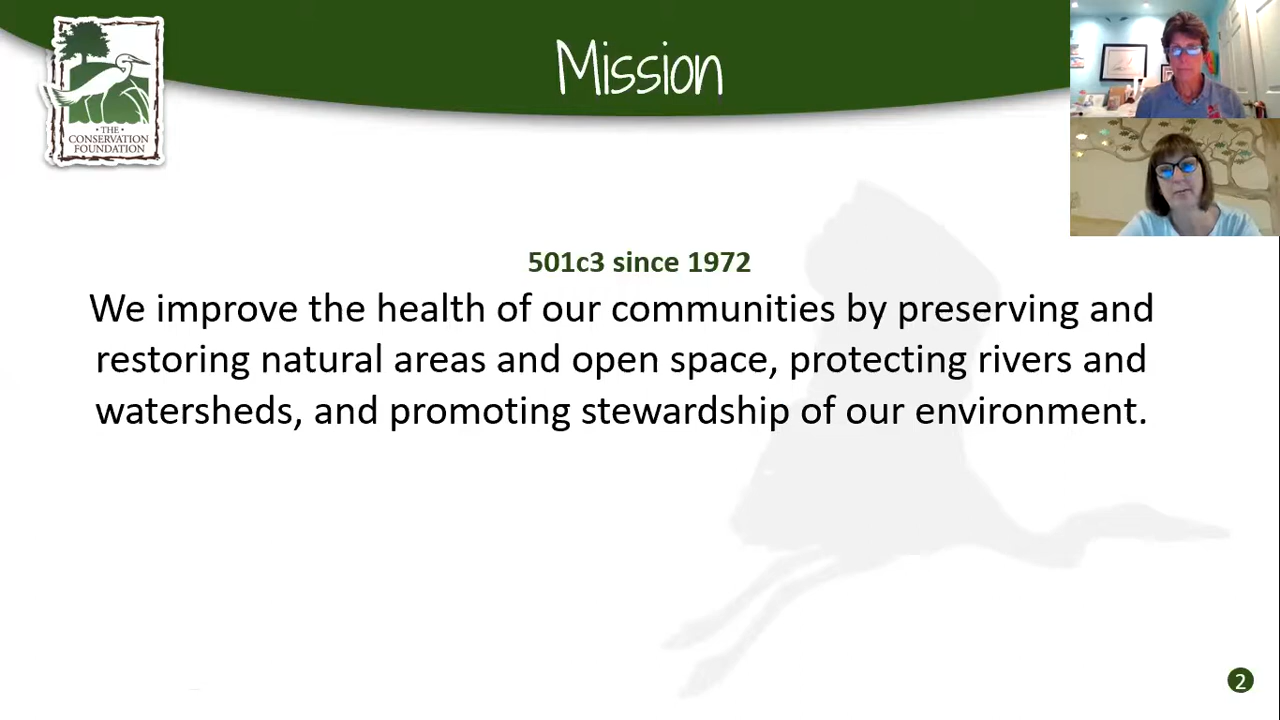 Mission
• THE •
CONSERVATION
FOUNDATION
501c3 since 1972
We improve the health of our communities by preserving and
restoring natural areas and open space, protecting rivers and
watersheds, and promoting stewardship of our environment.
2